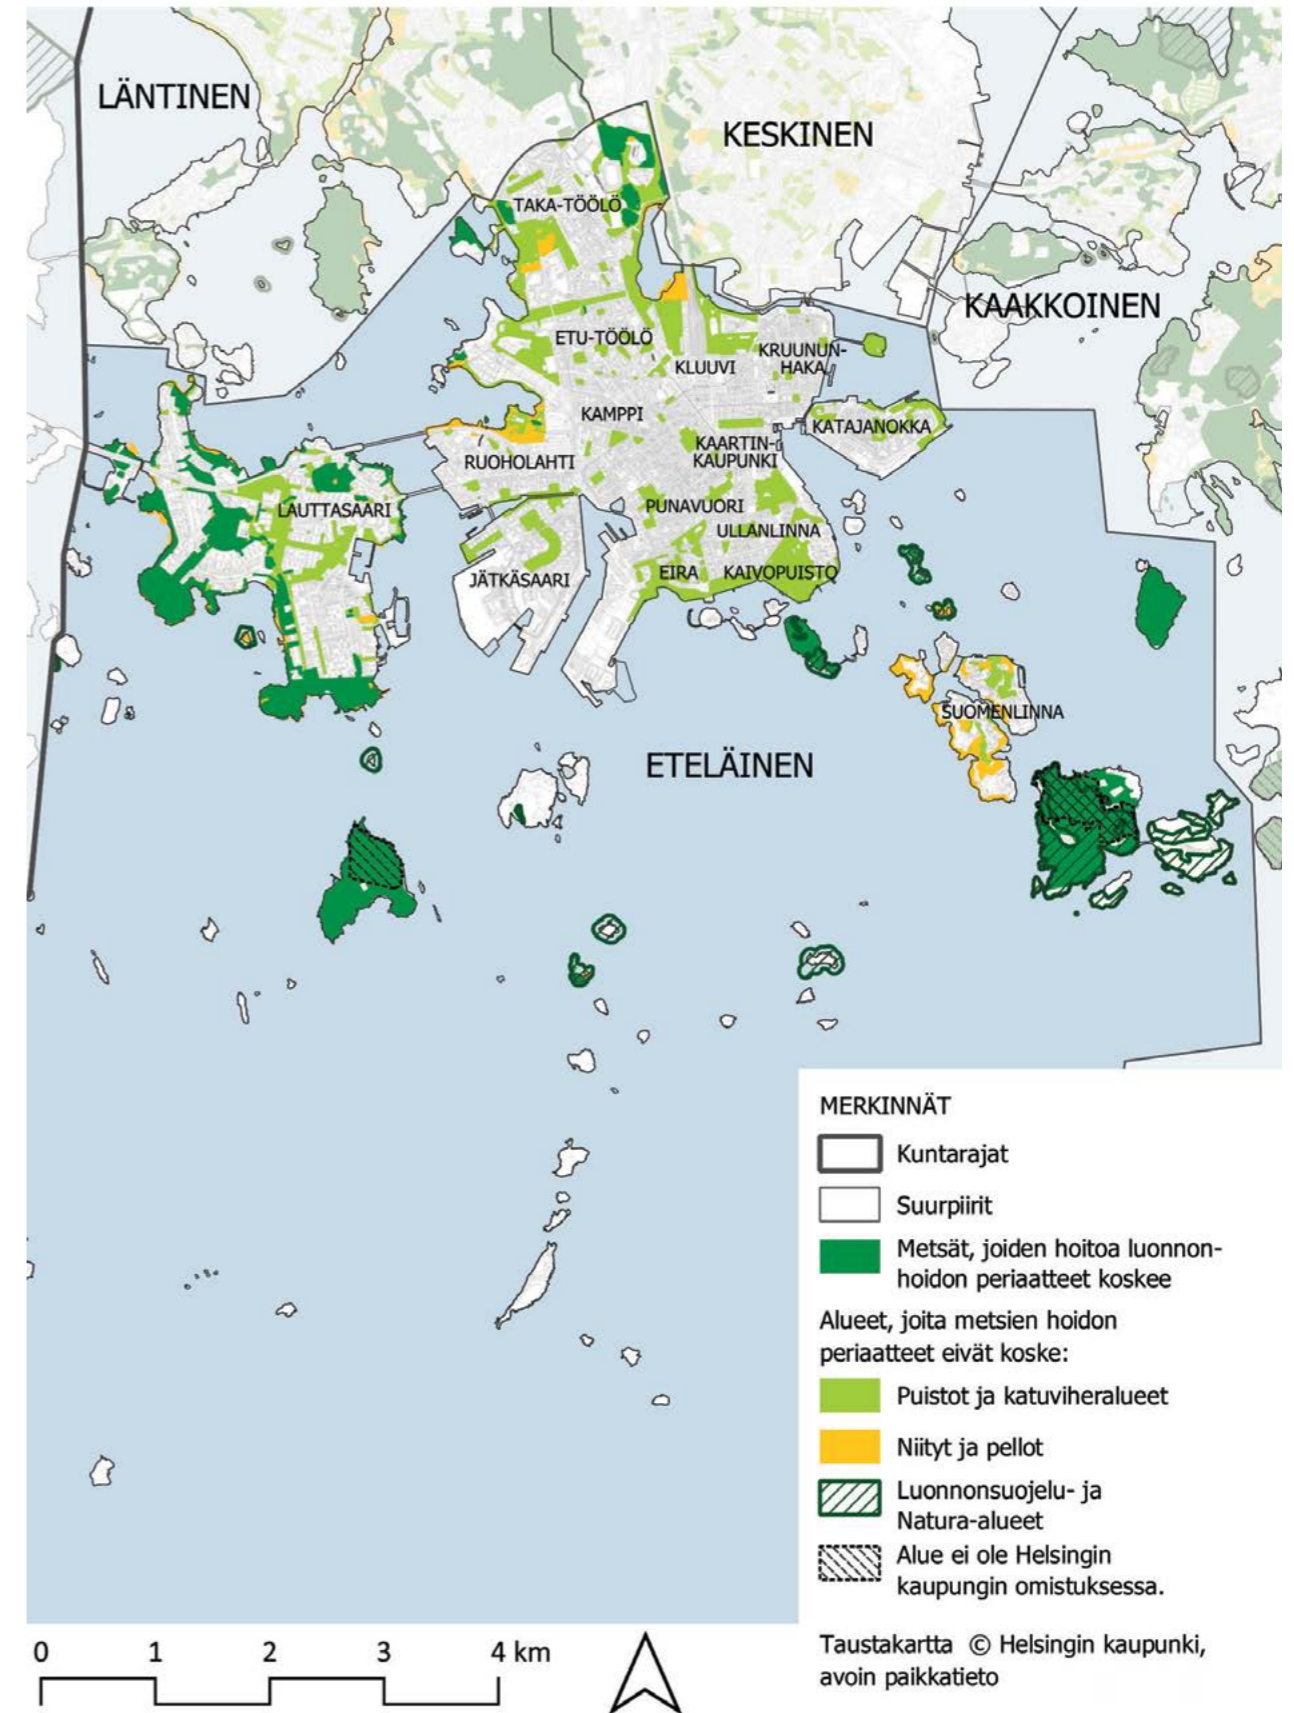 LÄNTINEN
KESKINEN
TAKA-TÖÖLÖ
KAAKKOINEN
ETU-TÖÖLÖ
KLUUVI
KRUUNUN-
HAKA
KAMPPI
KATAJANOKKA
KAARTIN-
KAUPUNKI
RUOHOLAHTI
LAUTTASAARI
PUNAVUORI
ULLANLINNA
JÄTKÄSAARI
EIRA
KAIVOPUISTO
SUOMENLINNA
ETELÄINEN
MERKINNÄT
Kuntarajat
Suurpiirit
Metsät, joiden hoitoa luonnon-
hoidon periaatteet koskee
Alueet, joita metsien hoidon
periaatteet eivät koske:
Puistot ja katuviheralueet
Niityt ja pellot
Luonnonsuojelu- ja
Natura-alueet
Alue ei ole Helsingin
kaupungin omistuksessa.
Taustakartta © Helsingin kaupunki,
avoin paikkatieto
0 1 2 3 4 km